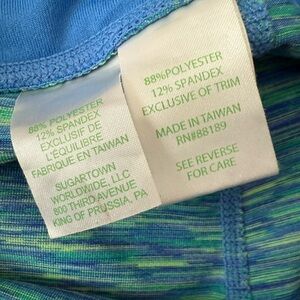 88% POLYESTER
12% SPANDEX
EXCLUSIF DE
L'EQUILIBRE
FABRIQUE EN TAIWAN
SUGARTOWN
WORLDWIDE, LLC
800 THIRD AVENUE
KING OF PRUSSIA, PA
88%POLYESTER
12% SPANDEX
EXCLUSIVE OF TRIM
MADE IN TAIWAN
RN#88189
SEE REVERSE
FOR CARE